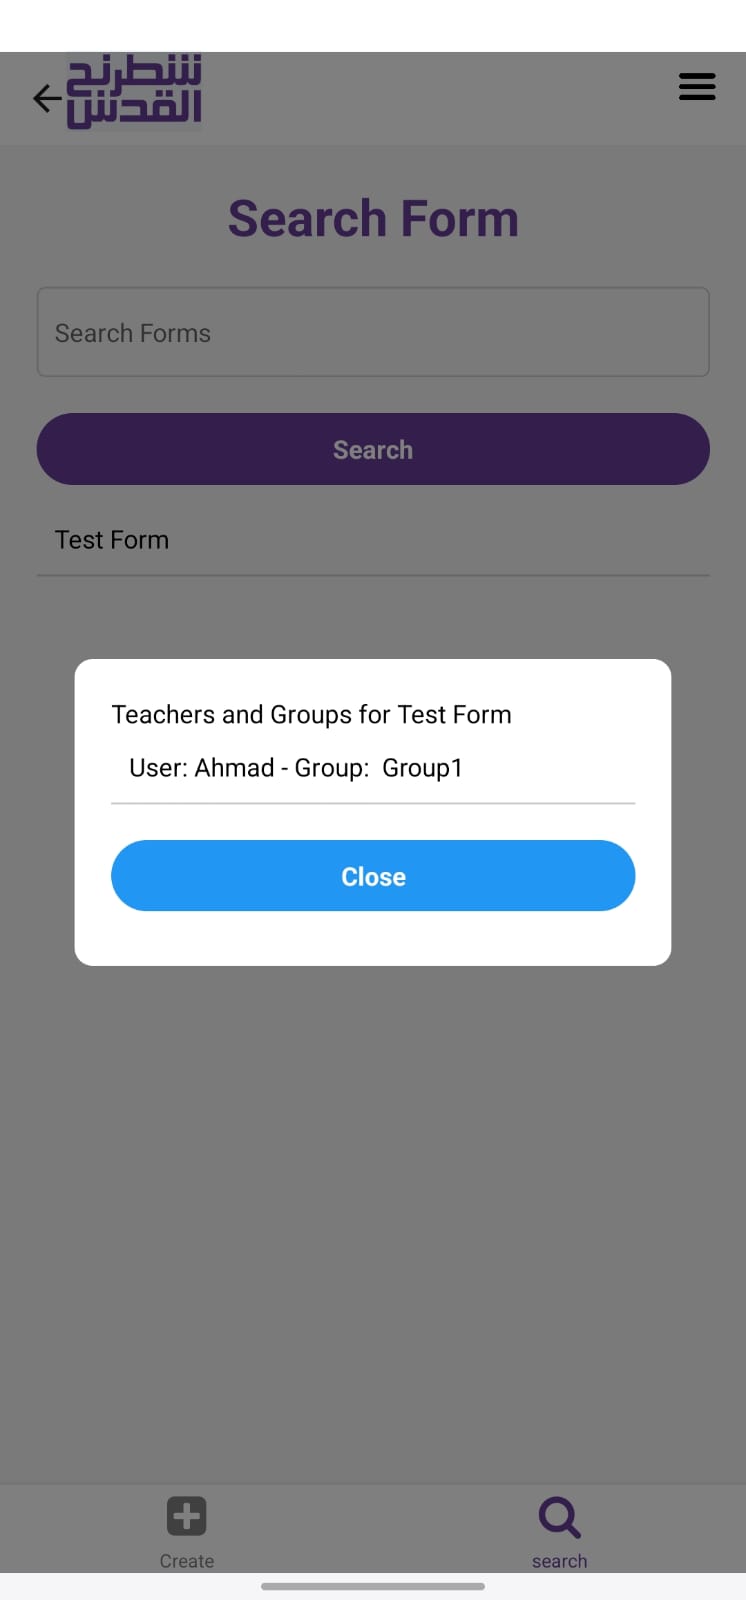 شطرنج
القدس
Search Form
Search Forms
Search
Test Form
Teachers and Groups for Test Form
User: Ahmad - Group:  Group1
Close
Create
search